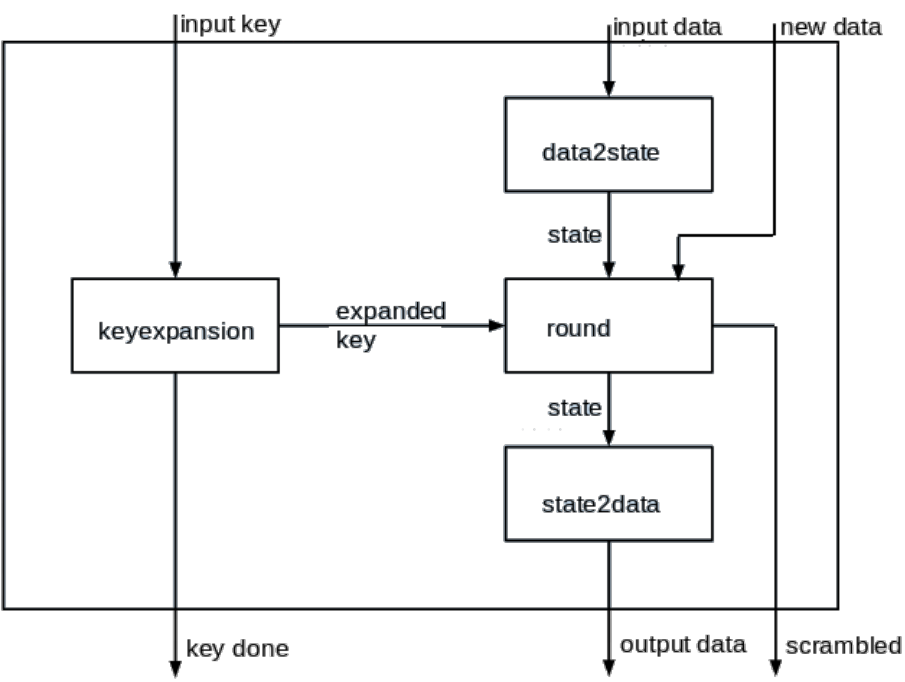 input key
input data
new data
data2state
state
keyexpansion
expanded
key
round
state
state2data
key done
output data
scrambled